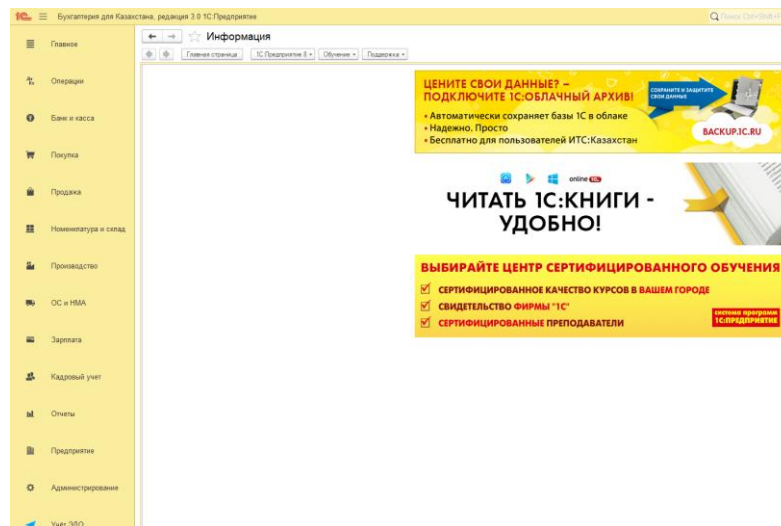 1С Бухгалтерия для Казахстана, редакция 3.0 1С:Предприятие
Поиск Ctrl+Shift+F
Главное
Операции
Банк и касса
Покупка
Продажа
Номенклатура и склад
Производство
ОС и НМА
Зарплата
Кадровый учет
Отчеты
Предприятие
Администрирование
Учет ЭДО
Информация
Главная страница
1С:Предприятие 8
Обучение
Поддержка
ЦЕНИТЕ СВОИ ДАННЫЕ? –
ПОДКЛЮЧИТЕ 1С:ОБЛАЧНЫЙ АРХИВ!
• Автоматически сохраняет базы 1С в облаке
• Надежно. Просто
• Бесплатно для пользователей ИТС:Казахстан
СОХРАНИТЕ И ЗАЩИТИТЕ
СВОИ ДАННЫЕ
BACKUP.1C.RU
online 1С
ЧИТАТЬ 1С:КНИГИ -
УДОБНО!
ВЫБИРАЙТЕ ЦЕНТР СЕРТИФИЦИРОВАННОГО ОБУЧЕНИЯ
СЕРТИФИЦИРОВАННОЕ КАЧЕСТВО КУРСОВ В ВАШЕМ ГОРОДЕ
СВИДЕТЕЛЬСТВО ФИРМЫ "1С"
СЕРТИФИЦИРОВАННЫЕ ПРЕПОДАВАТЕЛИ
система программ
1С:ПРЕДПРИЯТИЕ